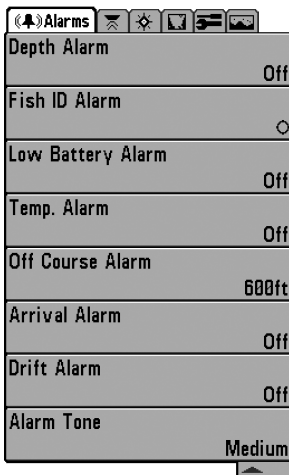 Alarms
Depth Alarm
Off
Fish ID Alarm
Low Battery Alarm
Off
Temp. Alarm
Off
Off Course Alarm
600ft
Arrival Alarm
Off
Drift Alarm
Off
Alarm Tone
Medium